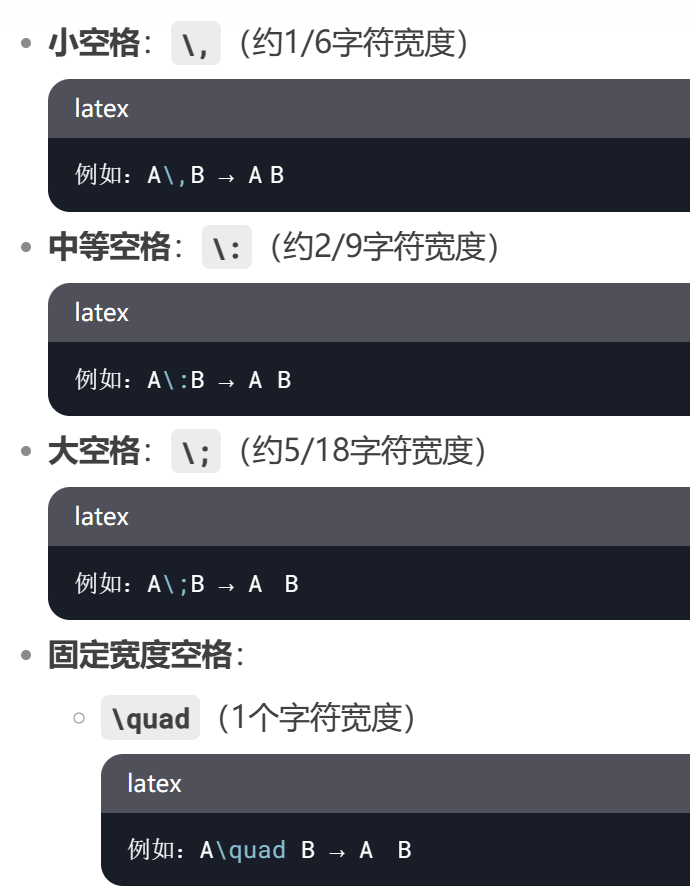 小空格：\,（约1/6字符宽度）
latex
例如：A\,B → A B
中等空格：\:（约2/9字符宽度）
latex
例如：A\:B → A B
大空格：\;（约5/18字符宽度）
latex
例如：A\;B → A  B
固定宽度空格：
\quad（1个字符宽度）
latex
例如：A\quad B → A  B